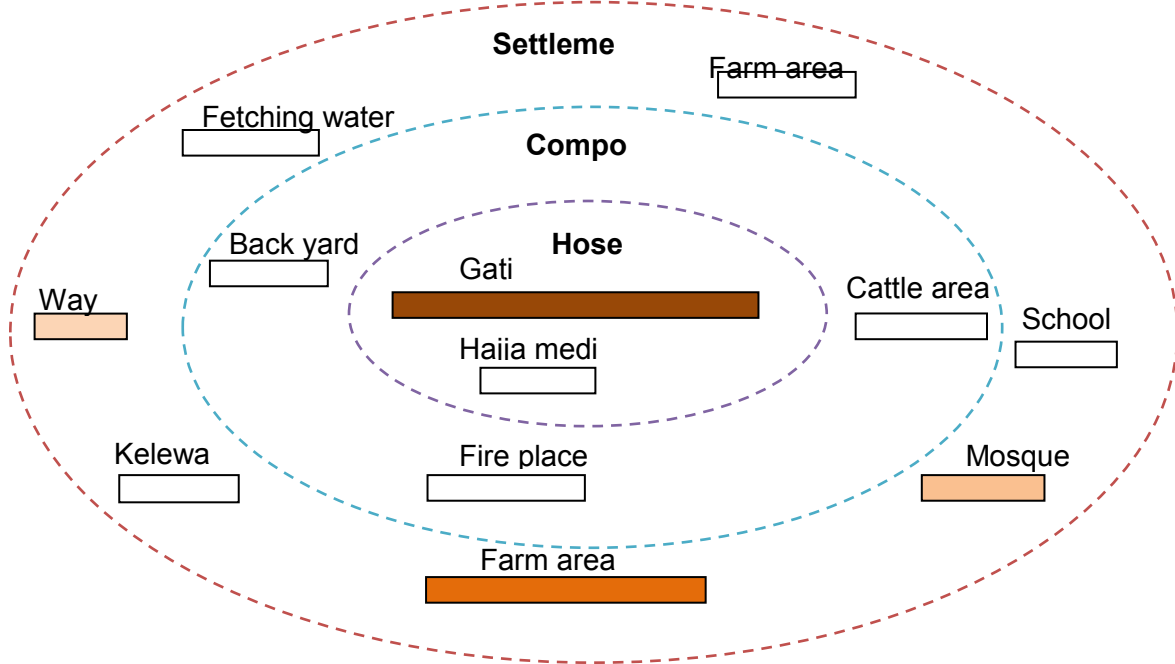 Settleme
Farm area
Fetching water
Compo
Back yard
Hose
Gati
Cattle area
Way
School
Hajia medi
Kelewa
Fire place
Mosque
Farm area